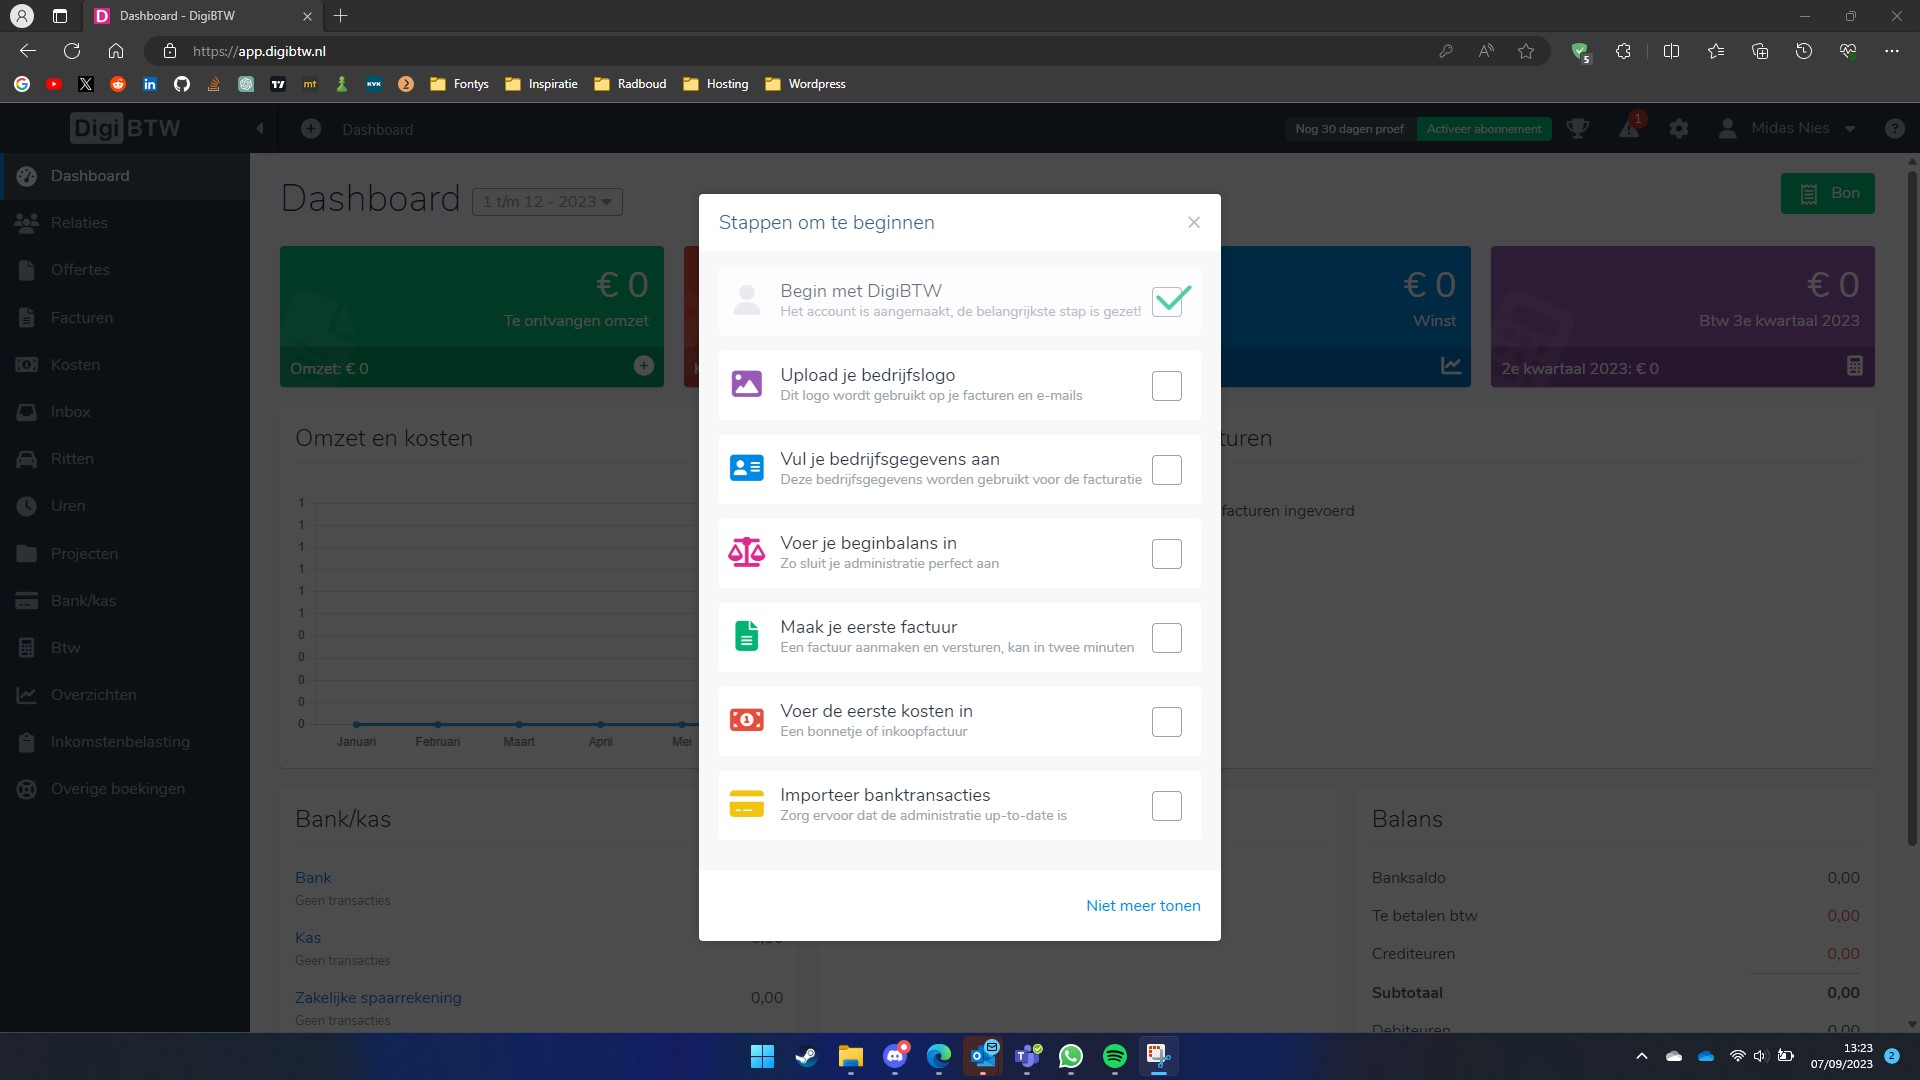 Dashboard - DigiBTW
https://app.digibtw.nl
5
KVK
Fontys
Inspiratie
Radboud
Hosting
Wordpress
DigiBTW
Dashboard
Nog 30 dagen proef
Activeer abonnement
1
Midas Nies
Dashboard
Relaties
Offertes
Facturen
Kosten
Inbox
Ritten
Uren
Projecten
Bank/kas
Btw
Overzichten
Inkomstenbelasting
Overige boekingen
Dashboard
1 t/m 12 - 2023
Bon
€ 0
Te ontvangen omzet
Omzet: € 0
€ 0
Winst
€ 0
Btw 3e kwartaal 2023
2e kwartaal 2023: € 0
Omzet en kosten
1
1
1
1
1
1
0
0
0
0
0
Januari
Februari
Maart
April
Mei
turen
facturen ingevoerd
Stappen om te beginnen
Begin met DigiBTW
Het account is aangemaakt, de belangrijkste stap is gezet!
Upload je bedrijfslogo
Dit logo wordt gebruikt op je facturen en e-mails
Vul je bedrijfsgegevens aan
Deze bedrijfsgegevens worden gebruikt voor de facturatie
Voer je beginbalans in
Zo sluit je administratie perfect aan
Maak je eerste factuur
Een factuur aanmaken en versturen, kan in twee minuten
Voer de eerste kosten in
Een bonnetje of inkoopfactuur
Importeer banktransacties
Zorg ervoor dat de administratie up-to-date is
Niet meer tonen
Bank/kas
Bank
Geen transacties
Kas
Geen transacties
Zakelijke spaarrekening
0,00
Geen transacties
Balans
Banksaldo
0,00
Te betalen btw
0,00
Crediteuren
0,00
Subtotaal
0,00
Debiteuren
0,00
13:23
07/09/2023
2